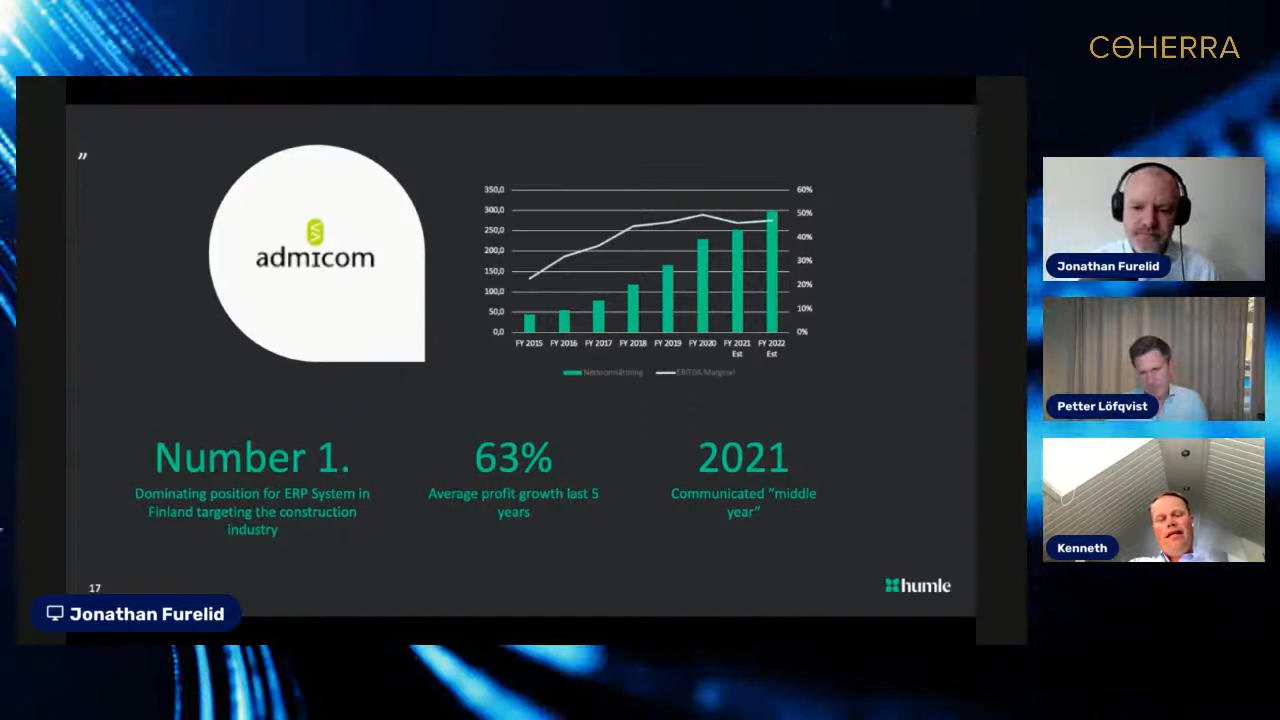 COHERRA
”
admicom
350,0
300,0
250,0
200,0
150,0
100,0
50,0
0,0
60%
50%
40%
30%
20%
10%
0%
FY 2015 FY 2016 FY 2017 FY 2018 FY 2019 FY 2020 FY 2021 FY 2022
Est Est
Nettoomsättning EBITDA Marginal
Number 1.
Dominating position for ERP System in
Finland targeting the construction
industry
63%
Average profit growth last 5
years
2021
Communicated ”middle
year”
17
humle
Jonathan Furelid
Jonathan Furelid
Petter Löfqvist
Kenneth